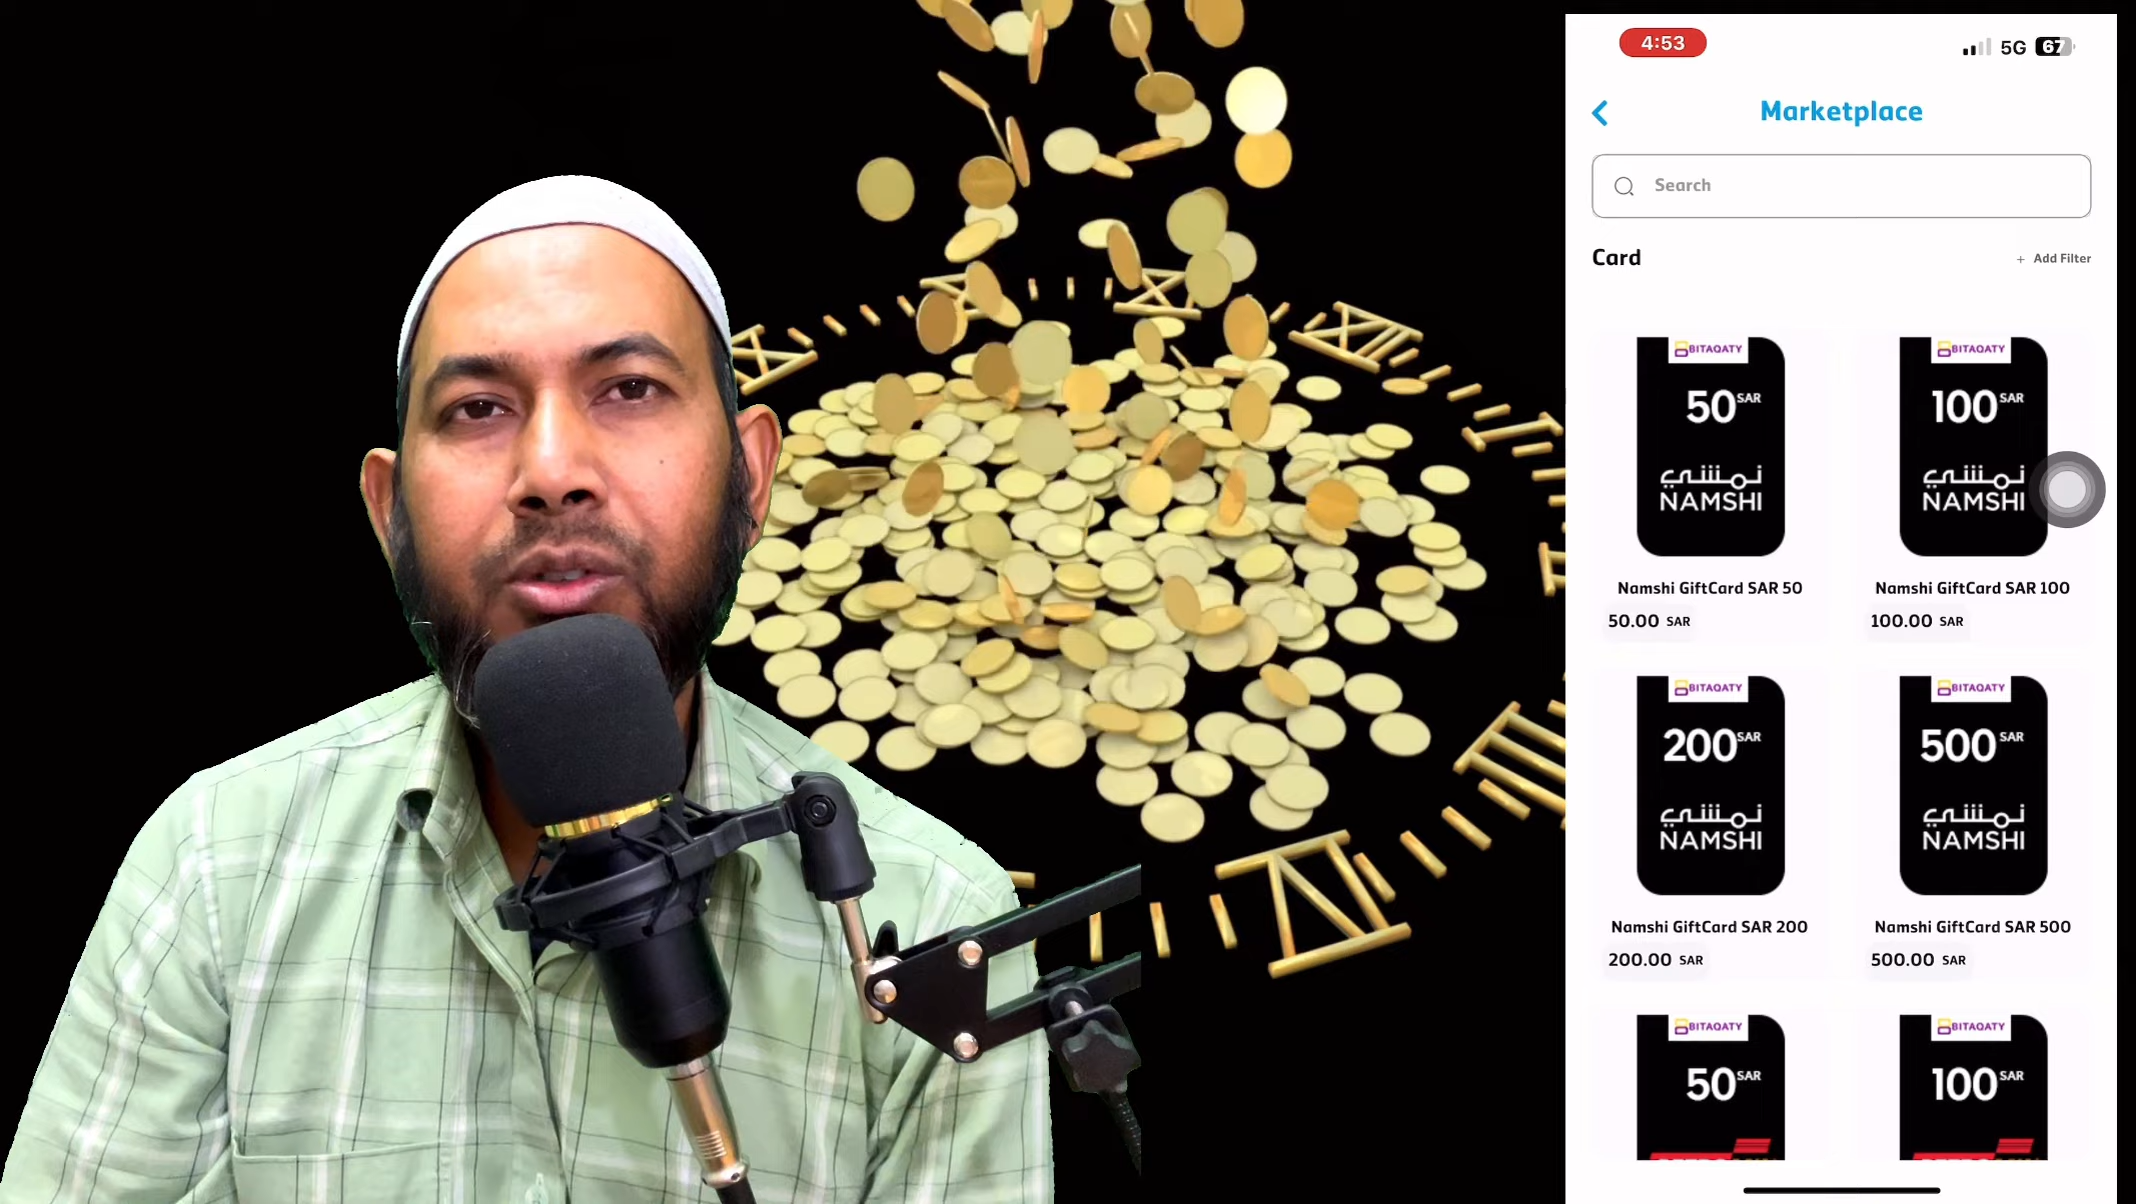 4:53
5G 67
Marketplace
Search
Card
+ Add Filter
BITAQATY
50 SAR
نمشي
NAMSHI
Namshi GiftCard SAR 50
50.00 SAR
BITAQATY
100 SAR
نمشي
NAMSHI
Namshi GiftCard SAR 100
100.00 SAR
BITAQATY
200 SAR
نمشي
NAMSHI
Namshi GiftCard SAR 200
200.00 SAR
BITAQATY
500 SAR
نمشي
NAMSHI
Namshi GiftCard SAR 500
500.00 SAR
BITAQATY
50 SAR
BITAQATY
100 SAR